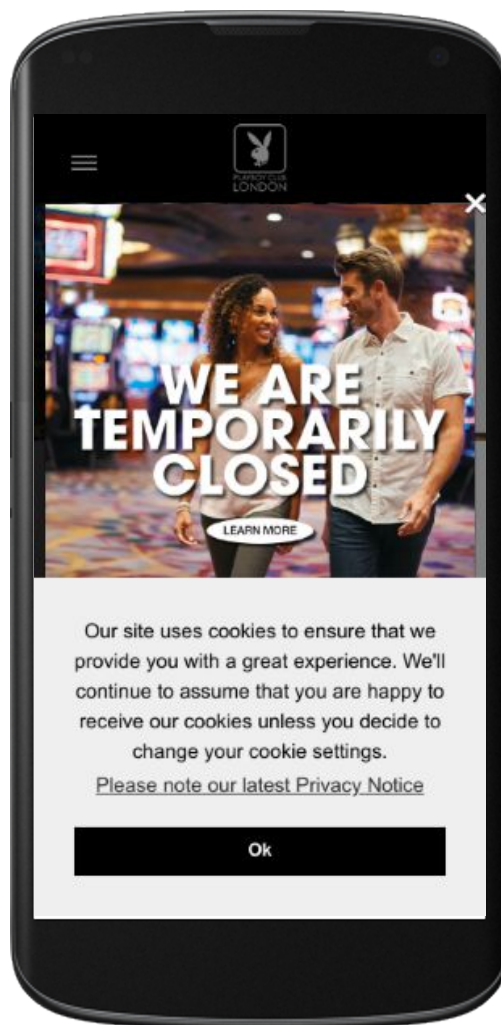 PLAYBOY CLUB
LONDON
WE ARE
TEMPORARILY
CLOSED
LEARN MORE
Our site uses cookies to ensure that we
provide you with a great experience. We'll
continue to assume that you are happy to
receive our cookies unless you decide to
change your cookie settings.
Please note our latest Privacy Notice
Ok